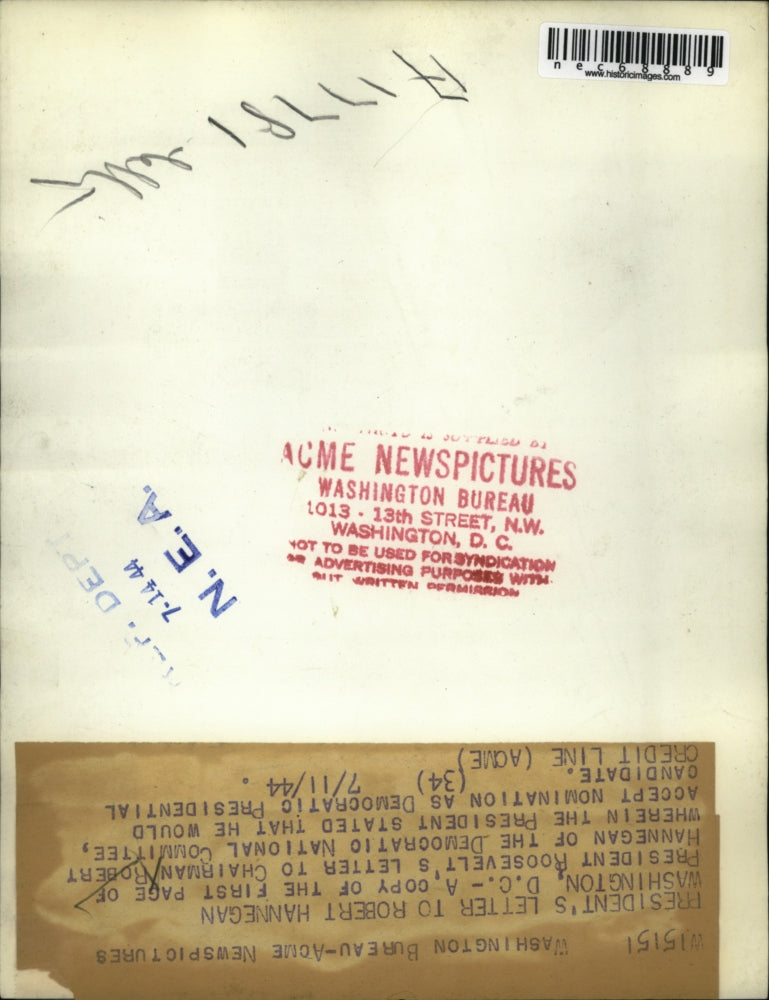 nec68889
www.historicimages.com
A 17781
ACME NEWSPICTURES
WASHINGTON BUREAU
1013 - 13th STREET, N.W.
WASHINGTON, D. C.
NOT TO BE USED FOR SYNDICATION
OR ADVERTISING PURPOSES WITH-
OUT WRITTEN PERMISSION
N.E.A.
7-14 44
DEPT
W15151 WASHINGTON BUREAU-ACME NEWSPICTURES
PRESIDENT'S LETTER TO ROBERT HANNEGAN
WASHINGTON, D.C.-- A COPY OF THE FIRST PAGE OF
PRESIDENT ROOSEVELT'S LETTER TO CHAIRMAN ROBERT
HANNEGAN OF THE DEMOCRATIC NATIONAL COMMITTEE,
WHEREIN THE PRESIDENT STATED THAT HE WOULD
ACCEPT NOMINATION AS DEMOCRATIC PRESIDENTIAL
CANDIDATE. (34) 7/11/44.
CREDIT LINE (ACME)